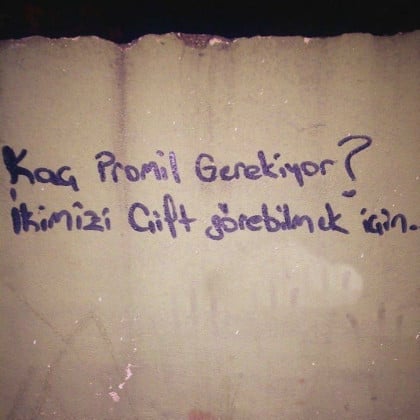 Kaç Promil Gerekiyor?
İkimizi Çift görebilmek için.